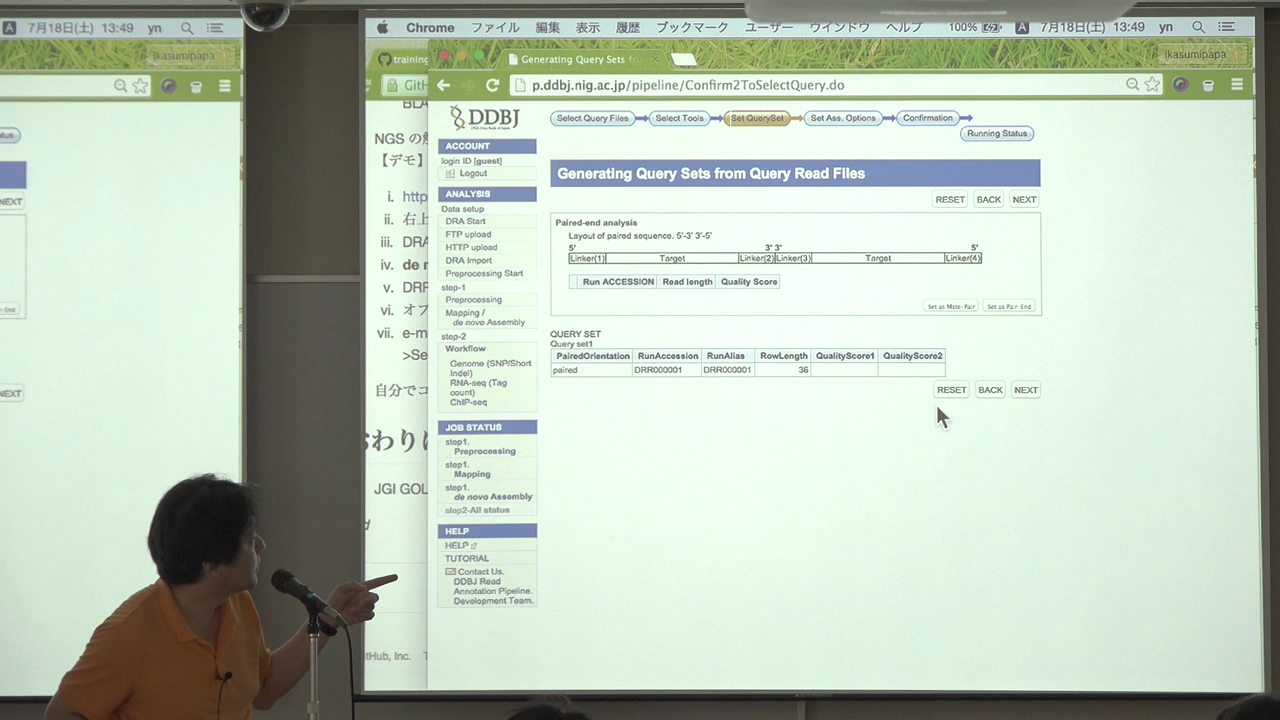 A 7月18日(土) 13:49 yn
ikasumipapa
NEXT
NEXT
Chrome ファイル 編集 表示 履歴 ブックマーク ユーザー ウインドウ ヘルプ 100% A 7月18日(土) 13:49 yn
training
Generating Query Sets
ikasumipapa
GitH
p.ddbj.nig.ac.jp/pipeline/Confirm2ToSelectQuery.do
BLA
NGS の
【デモ】
i. http
ii. 右上
iii. DRA
iv. de
v. DRR
vi.
vii. e-m
>Se
自分で
JGI GOL
itHub, Inc.
DDBJ
Select Query Files
Select Tools
Set QuerySet
Set Ass. Options
Confirmation
Running Status
ACCOUNT
login ID [guest]
Logout
ANALYSIS
Data setup
DRA Start
FTP upload
HTTP upload
DRA Import
Preprocessing Start
step-1
Preprocessing
Mapping /
de novo Assembly
step-2
Workflow
Genome (SNP/Short
Indel)
RNA-seq (Tag
count)
ChIP-seq
JOB STATUS
step1.
Preprocessing
step1.
Mapping
step1.
de novo Assembly
step2-All status
HELP
HELP
TUTORIAL
Contact Us.
DDBJ Read
Annotation Pipeline.
Development Team.
Generating Query Sets from Query Read Files
RESET BACK NEXT
Paired-end analysis
Layout of paired sequence. 5'-3' 3'-5'
5' 3' 3' 5'
Linker(1) Target Linker(2) Linker(3) Target Linker(4)
Run ACCESSION Read length Quality Score
Set as Mate-Pair Set as Pair-End
QUERY SET
Query set1
PairedOrientation RunAccession RunAlias RowLength QualityScore1 QualityScore2
paired DRR000001 DRR000001 36
RESET BACK NEXT